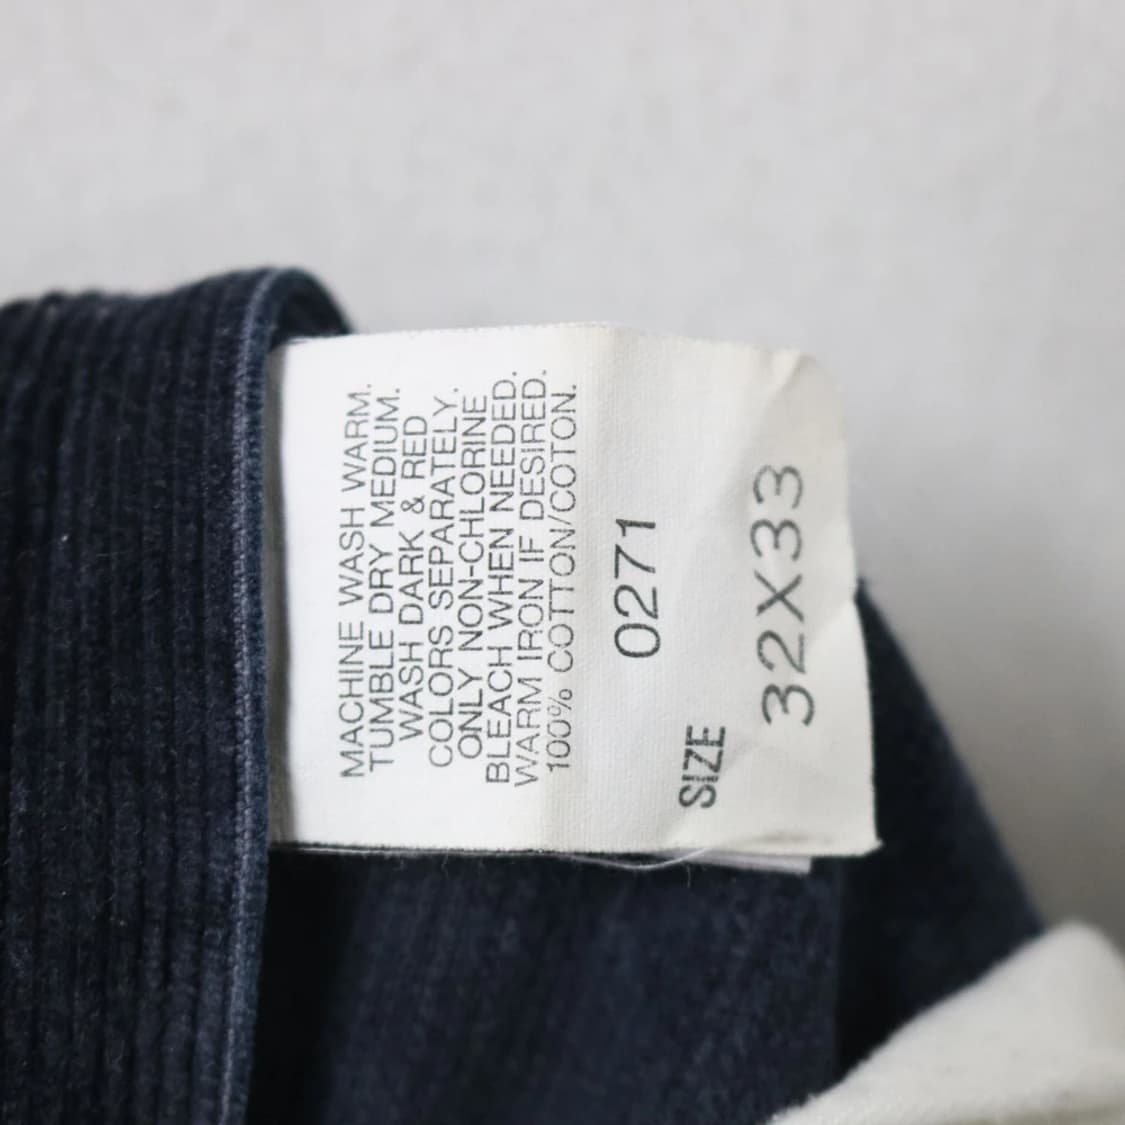 MACHINE WASH WARM.
TUMBLE DRY MEDIUM.
WASH DARK & RED
COLORS SEPARATELY.
ONLY NON-CHLORINE
BLEACH WHEN NEEDED.
WARM IRON IF DESIRED.
100% COTTON/COTON.
0271
SIZE
32X33